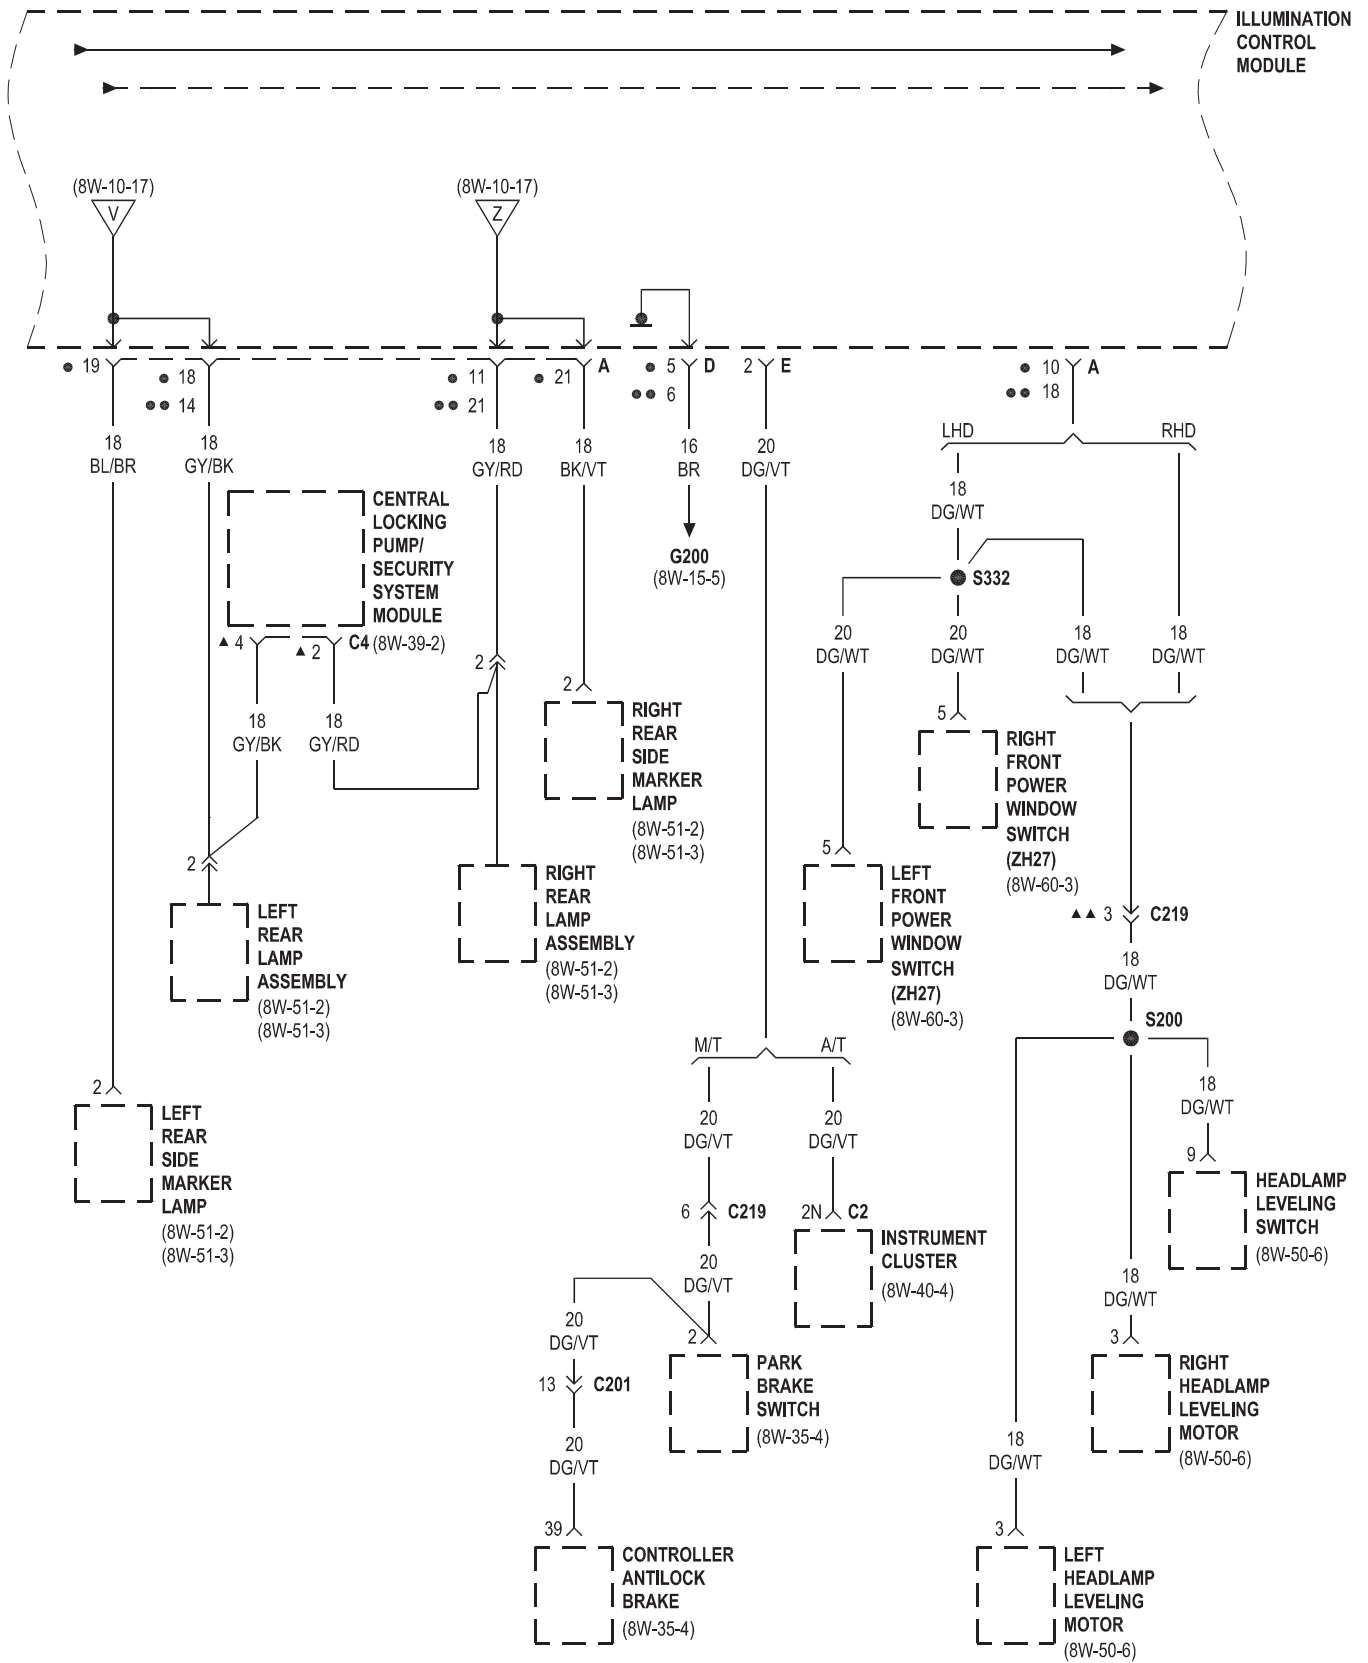 ILLUMINATION
CONTROL
MODULE
(8W-10-17)
V
(8W-10-17)
Z
19
18
14
11
21
21
A
5
D
6
2
E
10
A
18
LHD
RHD
18
BL/BR
18
GY/BK
18
GY/RD
18
BK/VT
16
BR
20
DG/VT
18
DG/WT
CENTRAL
LOCKING
PUMP/
SECURITY
SYSTEM
MODULE
C4 (8W-39-2)
4
2
G200
(8W-15-5)
S332
20
DG/WT
20
DG/WT
18
DG/WT
18
DG/WT
2
2
18
GY/BK
18
GY/RD
RIGHT
REAR
SIDE
MARKER
LAMP
(8W-51-2)
(8W-51-3)
5
RIGHT
FRONT
POWER
WINDOW
SWITCH
(ZH27)
(8W-60-3)
5
LEFT
FRONT
POWER
WINDOW
SWITCH
(ZH27)
(8W-60-3)
3
C219
18
DG/WT
2
LEFT
REAR
LAMP
ASSEMBLY
(8W-51-2)
(8W-51-3)
RIGHT
REAR
LAMP
ASSEMBLY
(8W-51-2)
(8W-51-3)
S200
M/T
A/T
2
LEFT
REAR
SIDE
MARKER
LAMP
(8W-51-2)
(8W-51-3)
20
DG/VT
20
DG/VT
18
DG/WT
9
HEADLAMP
LEVELING
SWITCH
(8W-50-6)
6
C219
2N
C2
INSTRUMENT
CLUSTER
(8W-40-4)
20
DG/VT
18
DG/WT
20
DG/VT
2
PARK
BRAKE
SWITCH
(8W-35-4)
3
RIGHT
HEADLAMP
LEVELING
MOTOR
(8W-50-6)
13
C201
20
DG/VT
18
DG/WT
39
CONTROLLER
ANTILOCK
BRAKE
(8W-35-4)
3
LEFT
HEADLAMP
LEVELING
MOTOR
(8W-50-6)